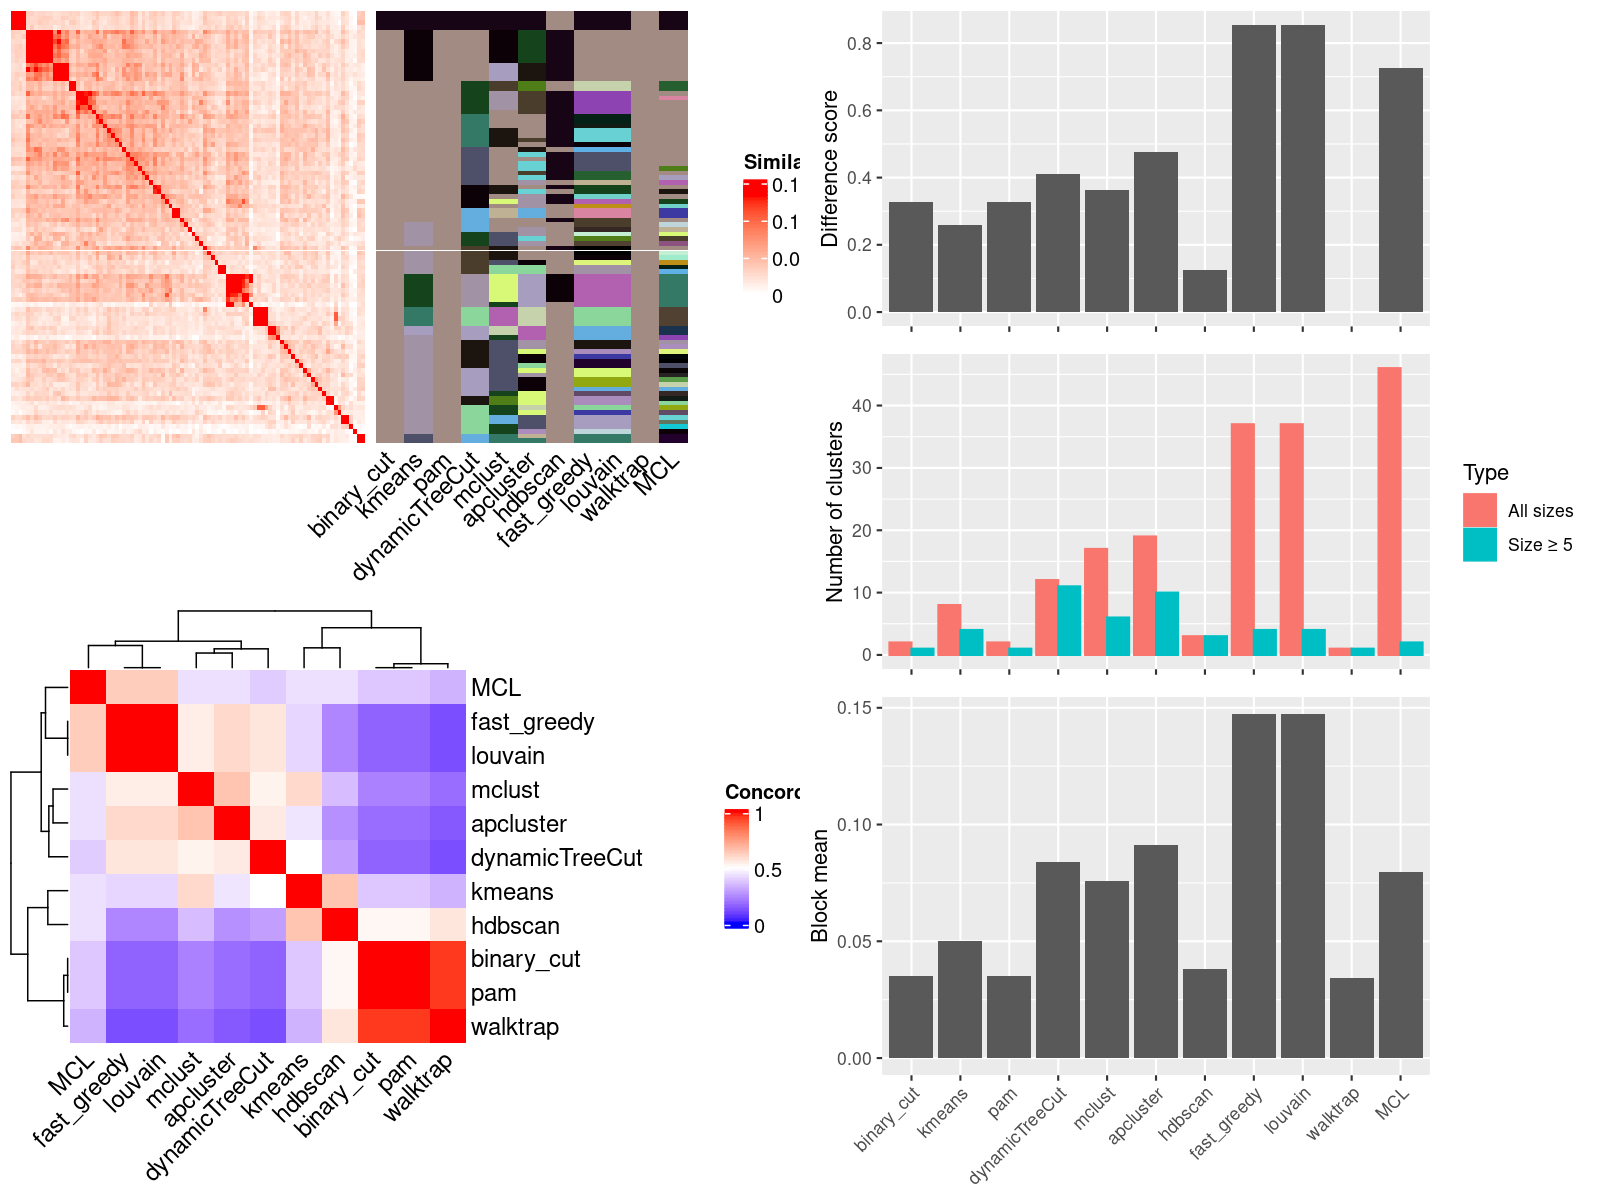 Simila
0.1
0.1
0.0
0
binary_cut
kmeans
pam
dynamicTreeCut
mclust
apcluster
hdbscan
fast_greedy
louvain
walktrap
MCL
MCL
fast_greedy
louvain
mclust
apcluster
dynamicTreeCut
kmeans
hdbscan
binary_cut
pam
walktrap
MCL
fast_greedy
louvain
mclust
apcluster
dynamicTreeCut
kmeans
hdbscan
binary_cut
pam
walktrap
Concord
1
0.5
0
Difference score
0.8
0.6
0.4
0.2
0.0
Number of clusters
40
30
20
10
0
Type
All sizes
Size ≥ 5
Block mean
0.15
0.10
0.05
0.00
binary_cut
kmeans
pam
dynamicTreeCut
mclust
apcluster
hdbscan
fast_greedy
louvain
walktrap
MCL